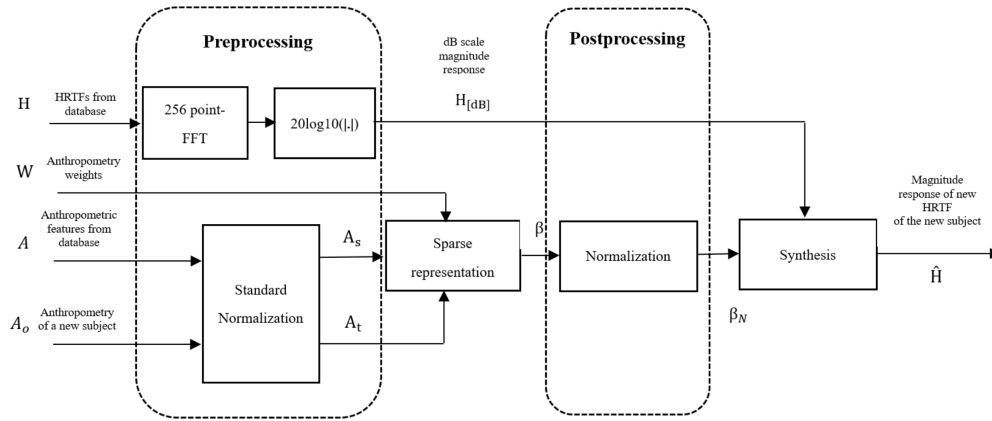 Preprocessing
Postprocessing
dB scale
magnitude
response
H[dB]
H
HRTFs from
database
256 point-
FFT
20log10(|.|)
W
Anthropometry
weights
A
Anthropometric
features from
database
Aₒ
Anthropometry
of a new subject
Standard
Normalization
Aₛ
Aₜ
Sparse
representation
β
Normalization
β_N
Synthesis
Magnitude
response of new
HRTF
of the new subject
Ĥ